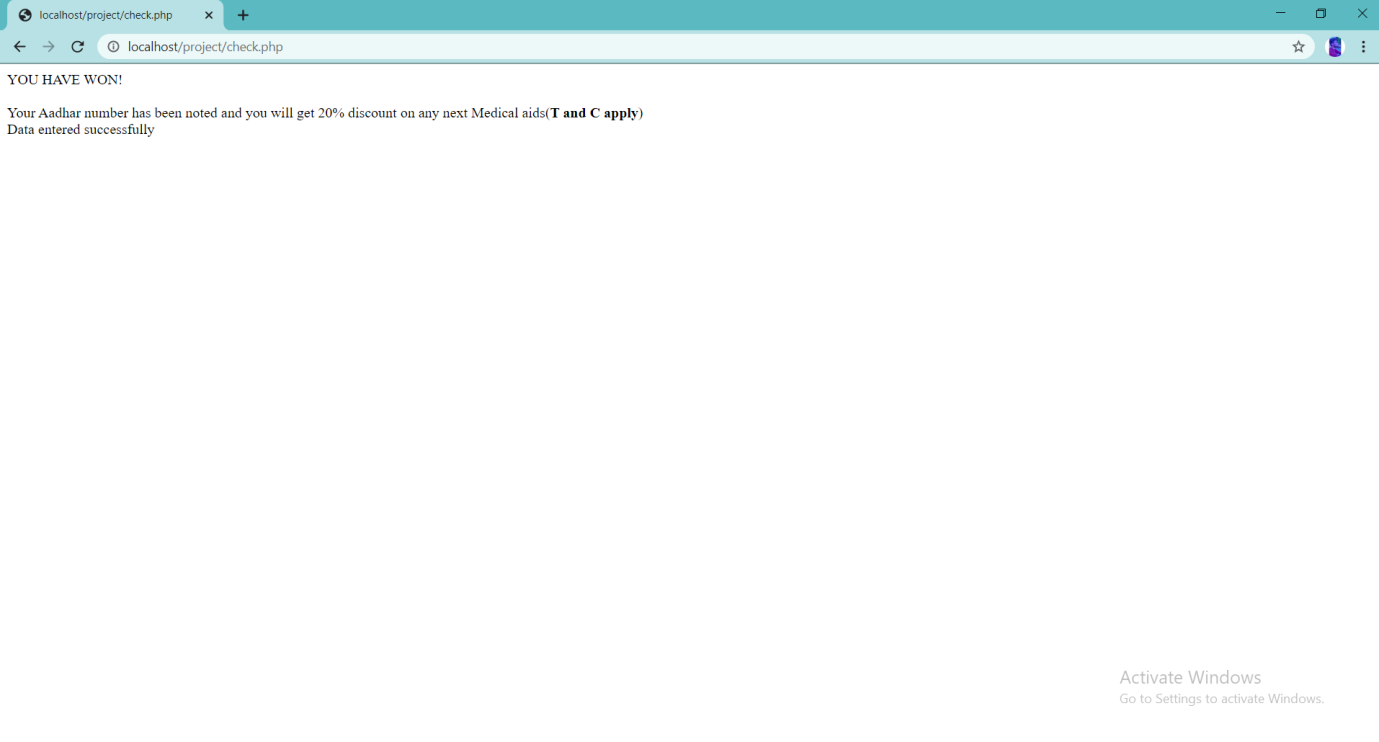 localhost/project/check.php
localhost/project/check.php
YOU HAVE WON!
Your Aadhar number has been noted and you will get 20% discount on any next Medical aids(T and C apply)
Data entered successfully
Activate Windows
Go to Settings to activate Windows.